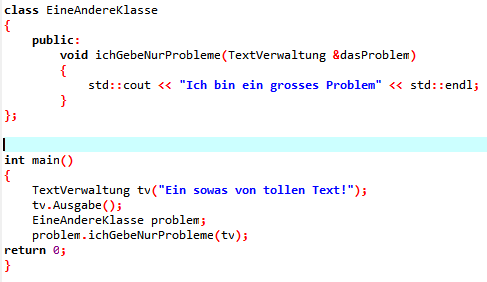 class EineAndereKlasse
{
public:
void ichGebeNurProbleme(TextVerwaltung &dasProblem)
{
std::cout << "Ich bin ein grosses Problem" << std::endl;
}
};
int main()
{
TextVerwaltung tv("Ein sowas von tollen Text!");
tv.Ausgabe();
EineAndereKlasse problem;
problem.ichGebeNurProbleme(tv);
return 0;
}